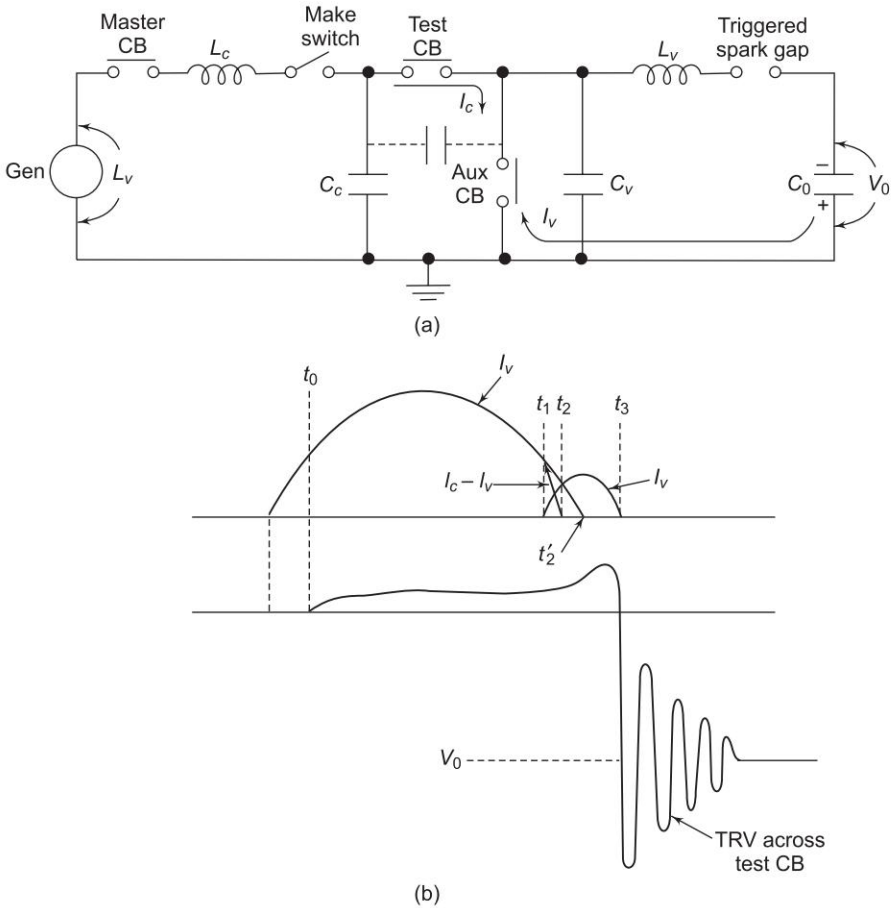 Master
CB
L_c
Make
switch
Test
CB
L_v
Triggered
spark gap
I_c
Gen
L_v
C_c
Aux
CB
C_v
C_0
V_0
–
+
I_v
(a)
t_0
I_v
t_1
t_2
t_3
I_c – I_v
I_v
t'_2
V_0
TRV across
test CB
(b)